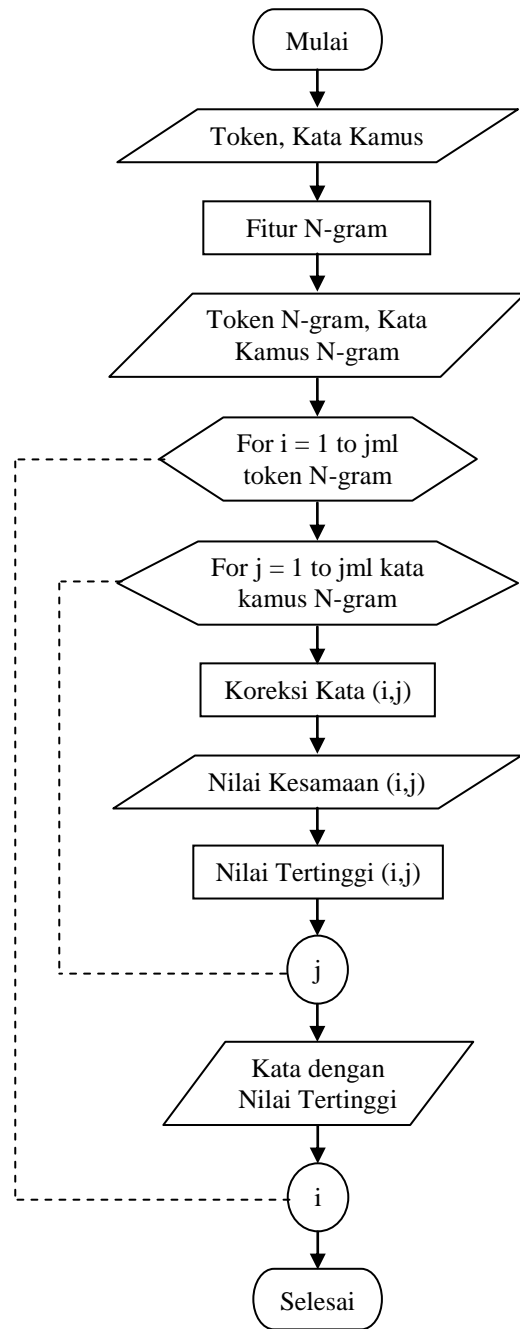 Mulai
Token, Kata Kamus
Fitur N-gram
Token N-gram, Kata
Kamus N-gram
For i = 1 to jml
token N-gram
For j = 1 to jml kata
kamus N-gram
Koreksi Kata (i,j)
Nilai Kesamaan (i,j)
Nilai Tertinggi (i,j)
j
Kata dengan
Nilai Tertinggi
i
Selesai